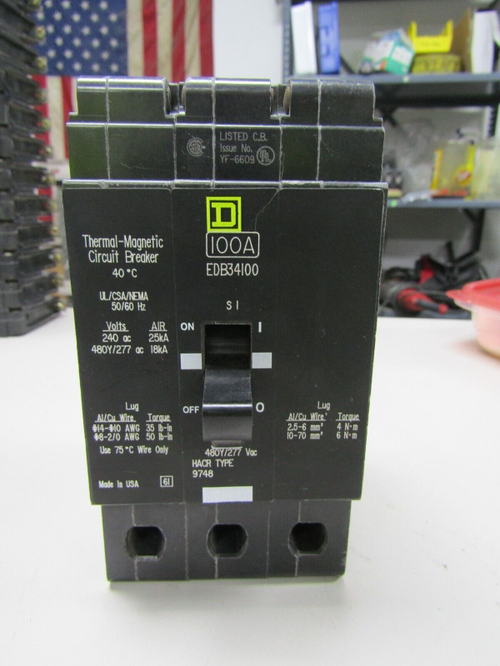 LISTED C.B.
Issue No.
YF-6609
D
100A
EDB34100
Thermal-Magnetic
Circuit Breaker
40°C
UL/CSA/NEMA
50/60 Hz
Volts AIR
240 ac 25kA
480Y/277 ac 18kA
S I
ON I
OFF O
Lug
Al/Cu Wire Torque
#14-#10 AWG 35 lb-in
#8-2/0 AWG 50 lb-in
Use 75°C Wire Only
Made in USA 61
480Y/277 Vac
HACR TYPE
9748
Lug
Al/Cu Wire Torque
2.5-6 mm² 4 N·m
10-70 mm² 6 N·m